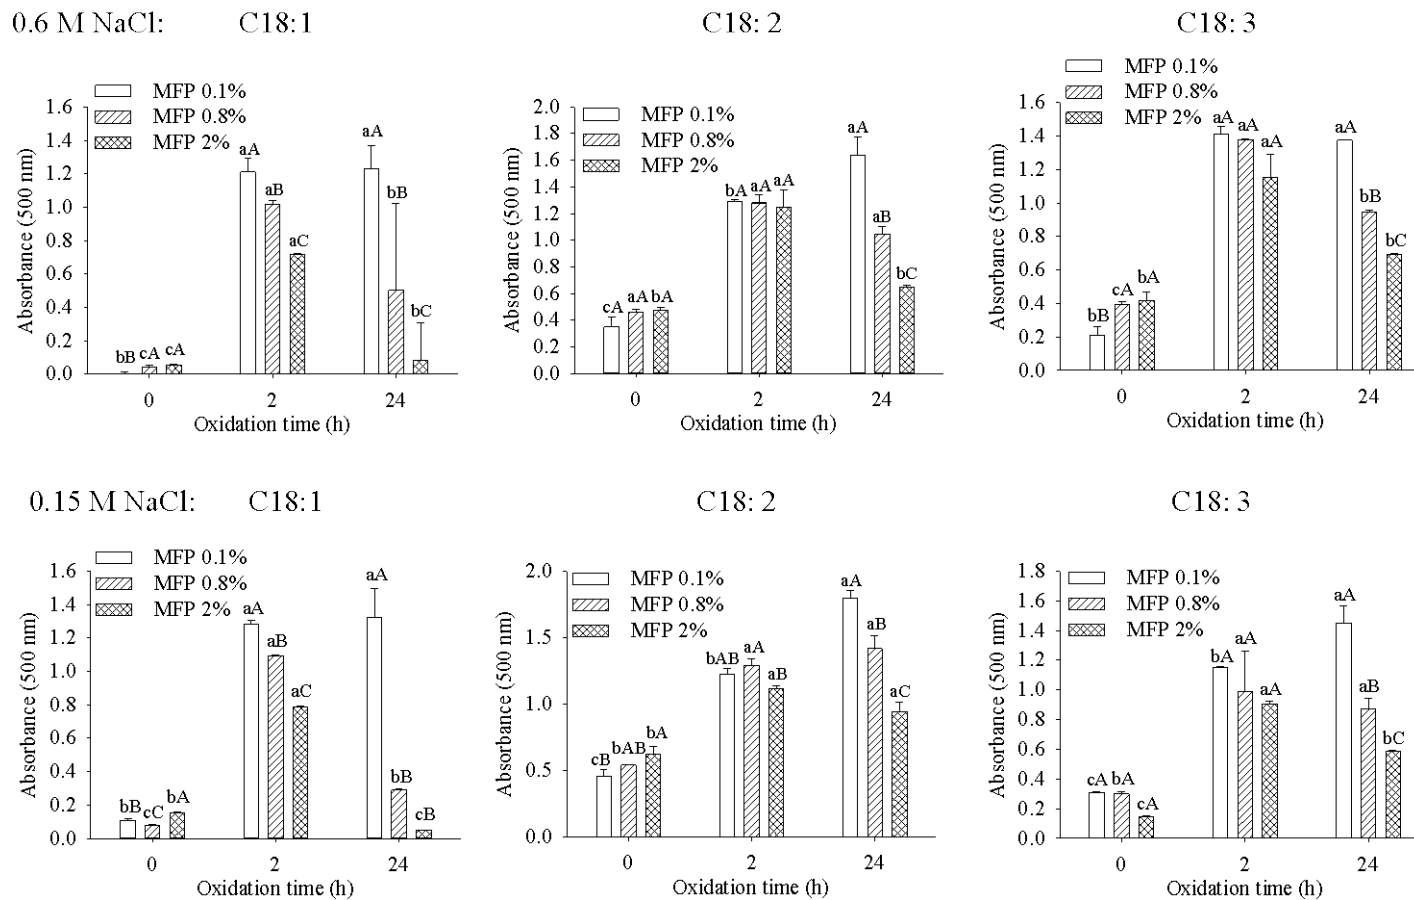 0.6 M NaCl: C18:1 C18: 2 C18: 3
MFP 0.1%
MFP 0.8%
MFP 2%
Absorbance (500 nm)
1.6
1.4
1.2
1.0
0.8
0.6
0.4
0.2
0.0
bB cA cA
aA aB aC
aA bB bC
0 2 24
Oxidation time (h)
MFP 0.1%
MFP 0.8%
MFP 2%
Absorbance (500 nm)
2.0
1.8
1.6
1.4
1.2
1.0
0.8
0.6
0.4
0.2
0.0
cA aA bA
bA aA aA
aA aB bC
0 2 24
Oxidation time (h)
MFP 0.1%
MFP 0.8%
MFP 2%
Absorbance (500 nm)
1.6
1.4
1.2
1.0
0.8
0.6
0.4
0.2
0.0
bB cA bA
aA aA aA
aA bB bC
0 2 24
Oxidation time (h)
0.15 M NaCl: C18:1 C18: 2 C18: 3
MFP 0.1%
MFP 0.8%
MFP 2%
Absorbance (500 nm)
1.6
1.4
1.2
1.0
0.8
0.6
0.4
0.2
0.0
bB cC bA
aA aB aC
aA bB cB
0 2 24
Oxidation time (h)
MFP 0.1%
MFP 0.8%
MFP 2%
Absorbance (500 nm)
2.0
1.5
1.0
0.5
0.0
cB bAB bA
bAB aA aB
aA aB aC
0 2 24
Oxidation time (h)
MFP 0.1%
MFP 0.8%
MFP 2%
Absorbance (500 nm)
1.8
1.6
1.4
1.2
1.0
0.8
0.6
0.4
0.2
0.0
cA bA cA
bA aA aA
aA aB bC
0 2 24
Oxidation time (h)